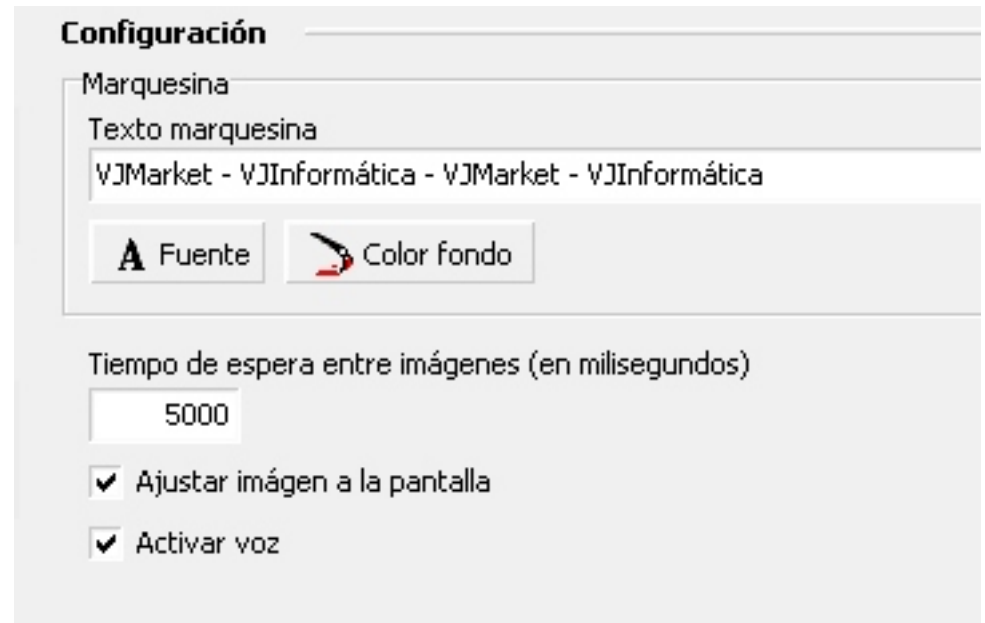 Configuración
Marquesina
Texto marquesina
VJMarket - VJInformática - VJMarket - VJInformática
A Fuente Color fondo
Tiempo de espera entre imágenes (en milisegundos)
5000
Ajustar imágen a la pantalla
Activar voz